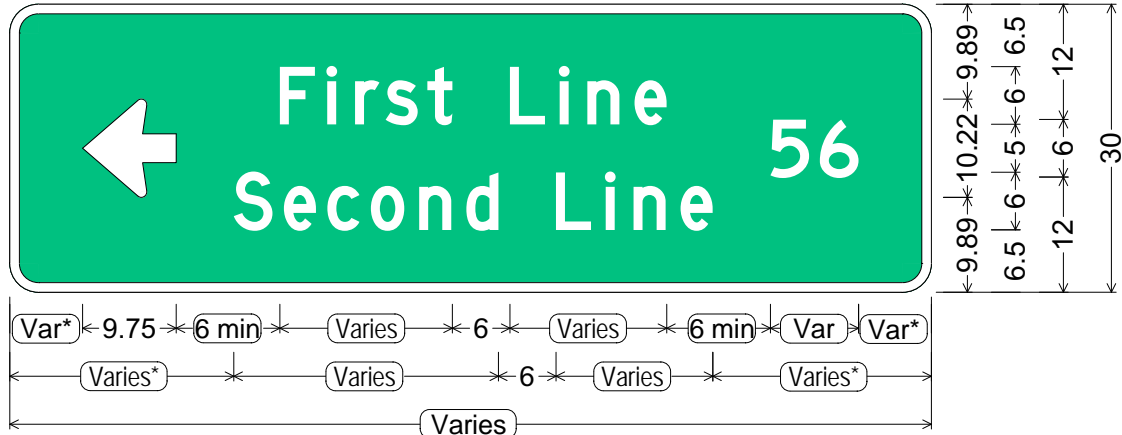 First Line
Second Line
56
9.89
10.22
9.89
6.5
6
5
6
6.5
12
6
12
30
Var* 9.75 6 min Varies 6 Varies 6 min Var Var*
Varies* Varies 6 Varies Varies*
Varies